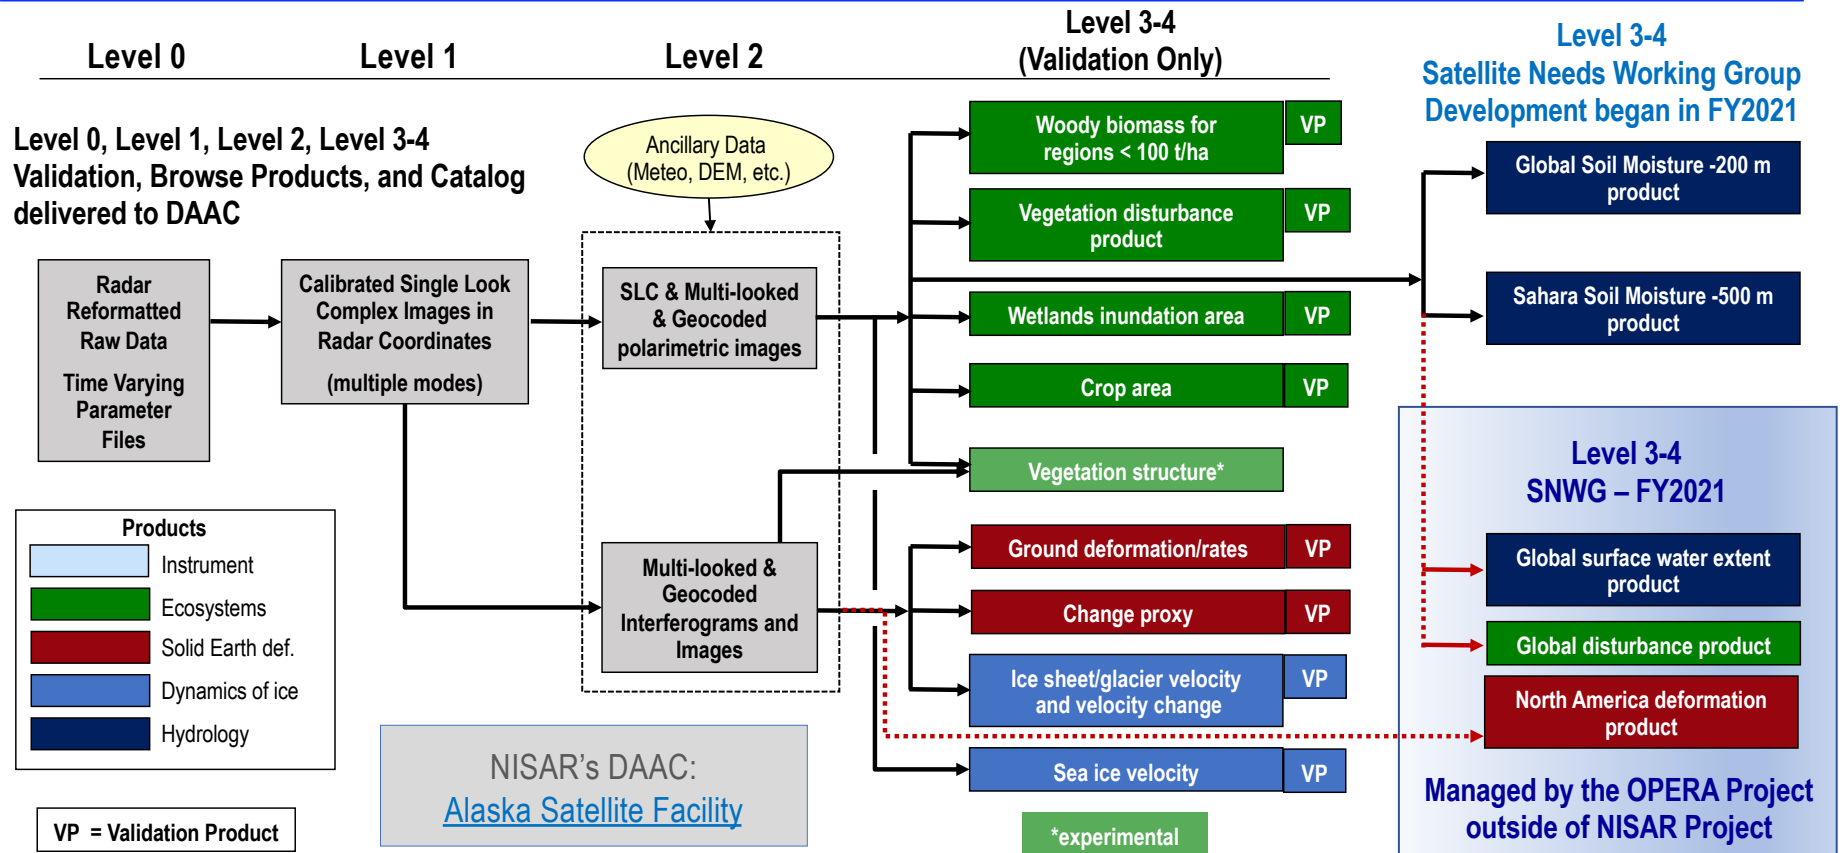 Level 0
Level 1
Level 2
Level 3-4
(Validation Only)
Level 3-4
Satellite Needs Working Group
Development began in FY2021
Level 0, Level 1, Level 2, Level 3-4
Validation, Browse Products, and Catalog
delivered to DAAC
Ancillary Data
(Meteo, DEM, etc.)
Radar
Reformatted
Raw Data
Time Varying
Parameter
Files
Calibrated Single Look
Complex Images in
Radar Coordinates
(multiple modes)
SLC & Multi-looked
& Geocoded
polarimetric images
Multi-looked &
Geocoded
Interferograms and
Images
Woody biomass for
regions < 100 t/ha
VP
Vegetation disturbance
product
VP
Wetlands inundation area
VP
Crop area
VP
Vegetation structure*
Ground deformation/rates
VP
Change proxy
VP
Ice sheet/glacier velocity
and velocity change
VP
Sea ice velocity
VP
*experimental
Global Soil Moisture -200 m
product
Sahara Soil Moisture -500 m
product
Level 3-4
SNWG – FY2021
Global surface water extent
product
Global disturbance product
North America deformation
product
Managed by the OPERA Project
outside of NISAR Project
Products
Instrument
Ecosystems
Solid Earth def.
Dynamics of ice
Hydrology
VP = Validation Product
NISAR's DAAC:
Alaska Satellite Facility